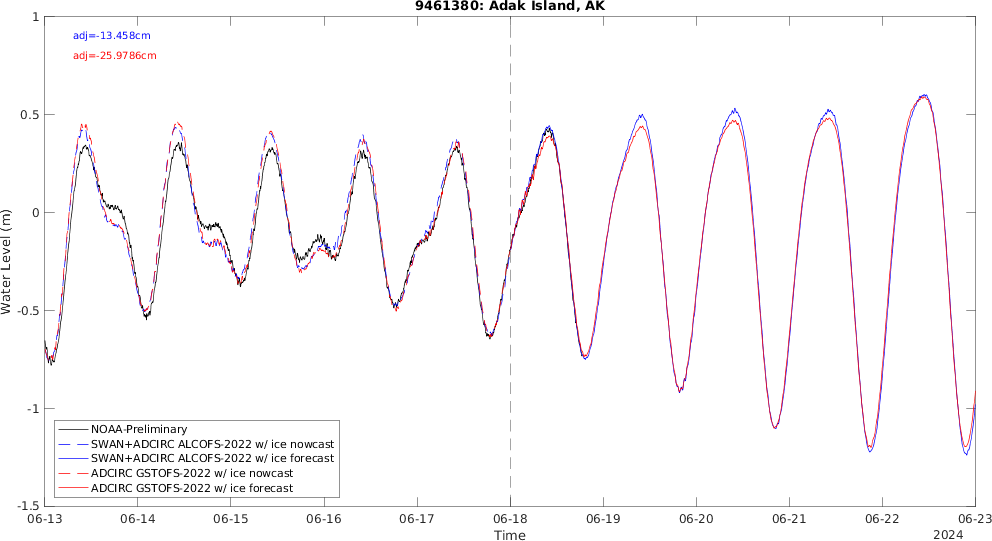 9461380: Adak Island, AK
adj=-13.458cm
adj=-25.9786cm
1
0.5
0
-0.5
-1
-1.5
Water Level (m)
NOAA-Preliminary
SWAN+ADCIRC ALCOFS-2022 w/ ice nowcast
SWAN+ADCIRC ALCOFS-2022 w/ ice forecast
ADCIRC GSTOFS-2022 w/ ice nowcast
ADCIRC GSTOFS-2022 w/ ice forecast
06-13 06-14 06-15 06-16 06-17 06-18 06-19 06-20 06-21 06-22 06-23
Time
2024